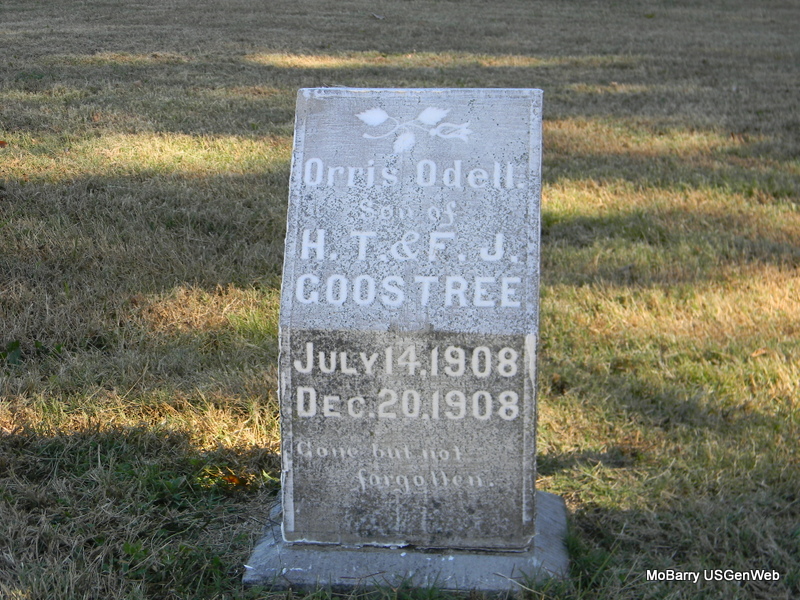 Orris Odell.
Son of
H. T. & F. J.
GOOSTREE
JULY 14, 1908
DEC. 20, 1908
Gone but not
forgotten.
MoBarry USGenWeb